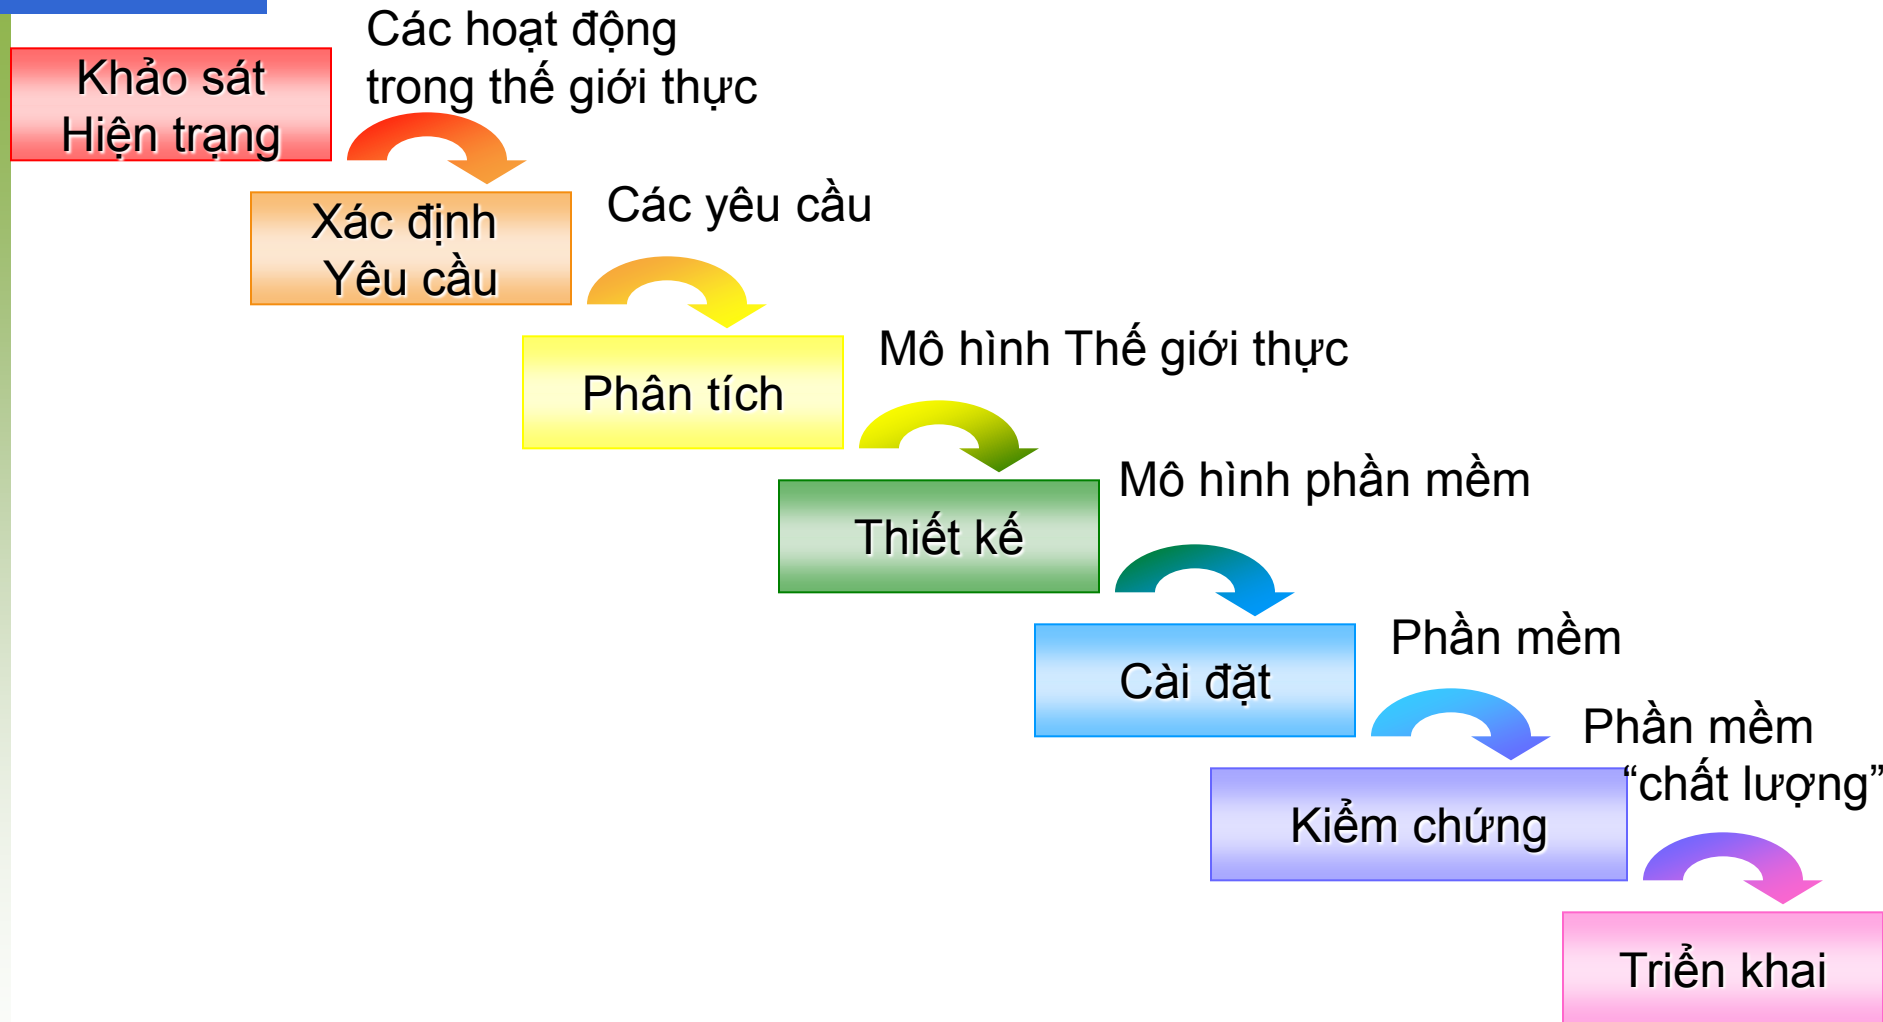 Các hoạt động
trong thế giới thực
Khảo sát
Hiện trạng
Các yêu cầu
Xác định
Yêu cầu
Mô hình Thế giới thực
Phân tích
Mô hình phần mềm
Thiết kế
Phần mềm
Cài đặt
Phần mềm
“chất lượng”
Kiểm chứng
Triển khai